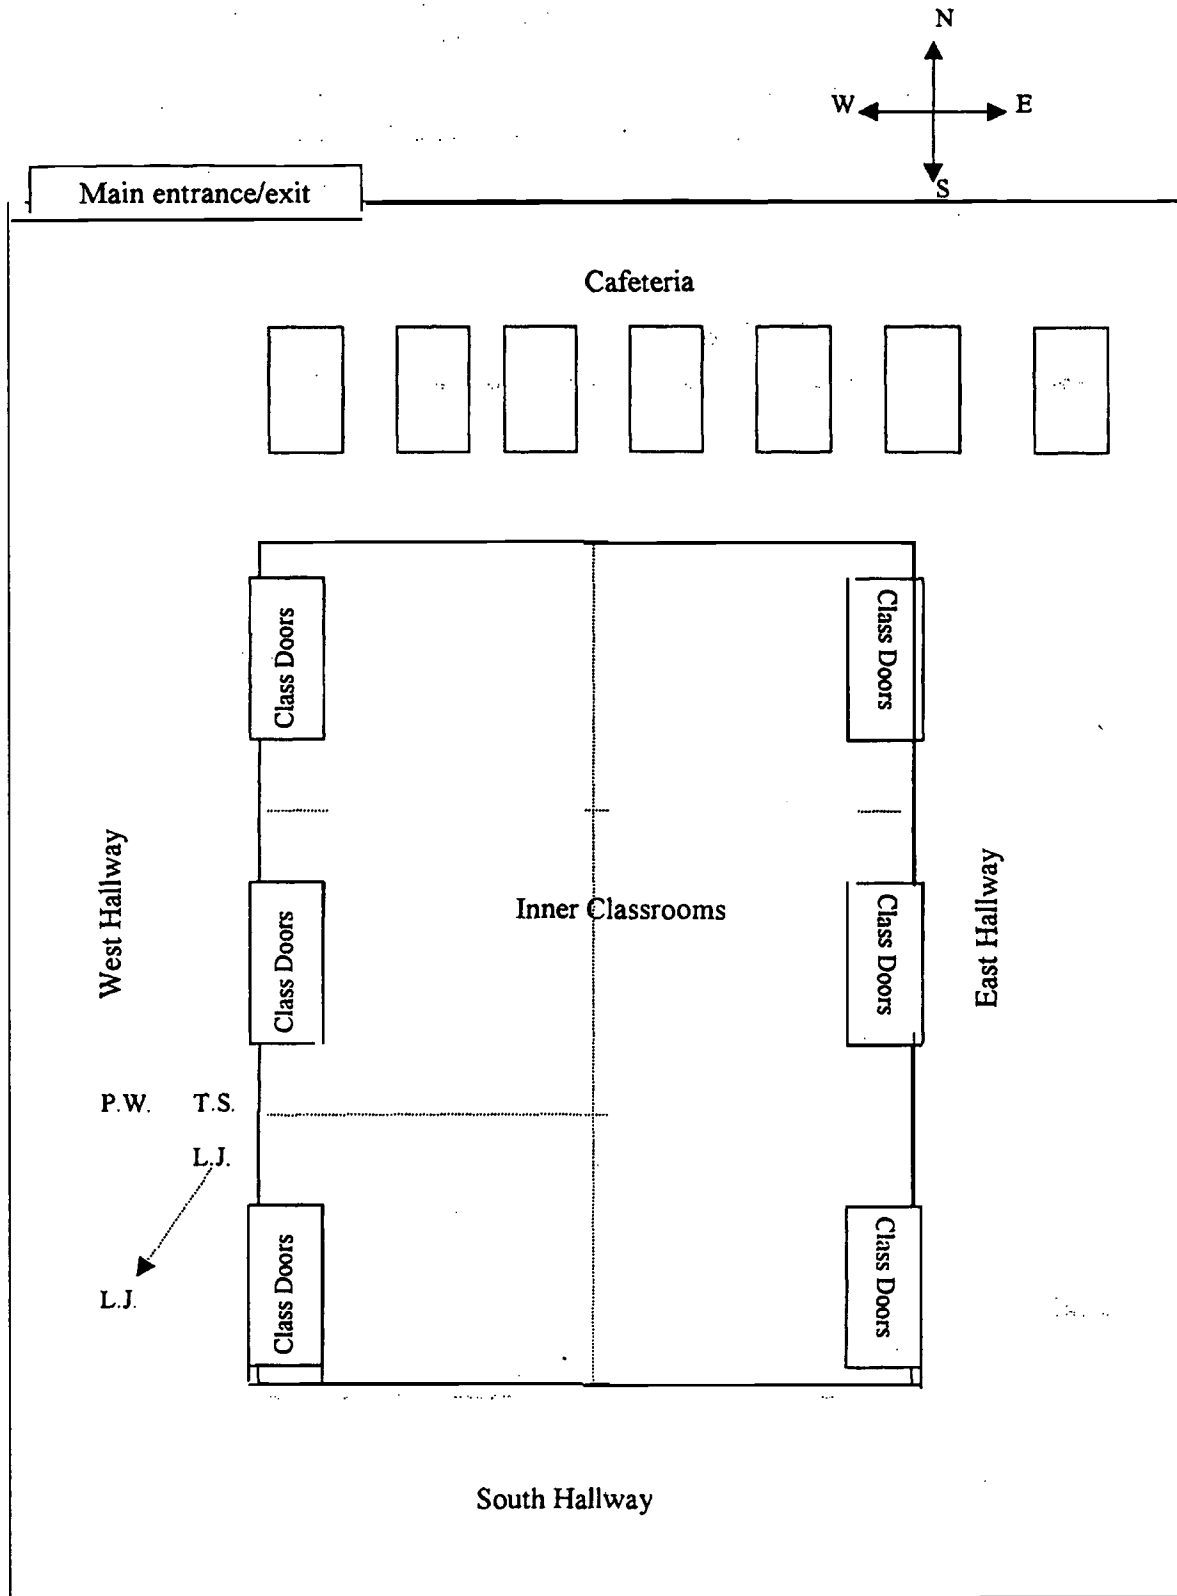 N
W E
S
Main entrance/exit
Cafeteria
Class Doors
Class Doors
West Hallway
Class Doors
Inner Classrooms
Class Doors
East Hallway
P.W. T.S.
L.J.
L.J.
Class Doors
Class Doors
South Hallway